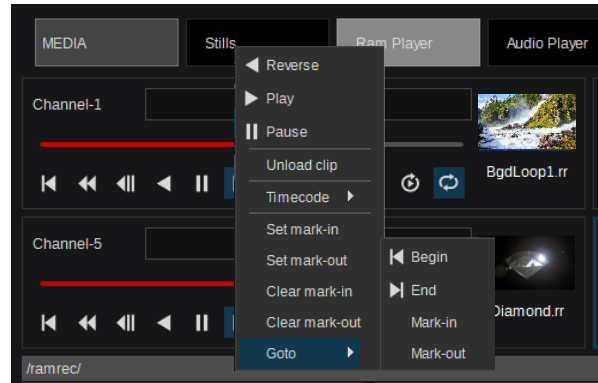 MEDIA
Stills
Ram Player
Audio Player
Reverse
Play
Pause
Unload clip
Timecode
Set mark-in
Set mark-out
Clear mark-in
Clear mark-out
Goto
Begin
End
Mark-in
Mark-out
Channel-1
BgdLoop1.rr
Channel-5
Diamond.rr
/ramrec/